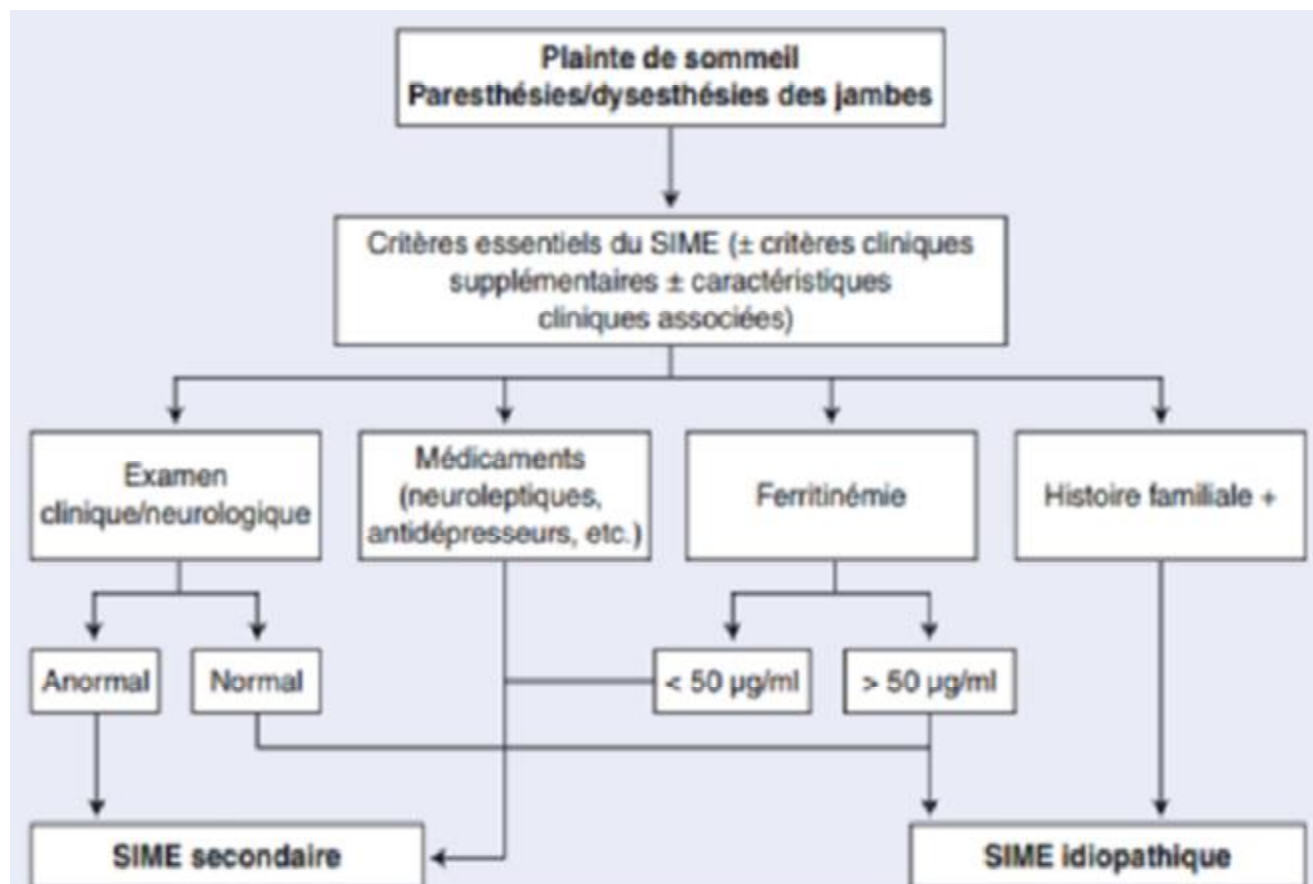 Plainte de sommeil
Paresthésies/dysesthésies des jambes
Critères essentiels du SIME (± critères cliniques
supplémentaires ± caractéristiques
cliniques associées)
Examen
clinique/neurologique
Médicaments
(neuroleptiques,
antidépresseurs, etc.)
Ferritinémie
Histoire familiale +
Anormal
Normal
< 50 µg/ml
> 50 µg/ml
SIME secondaire
SIME idiopathique